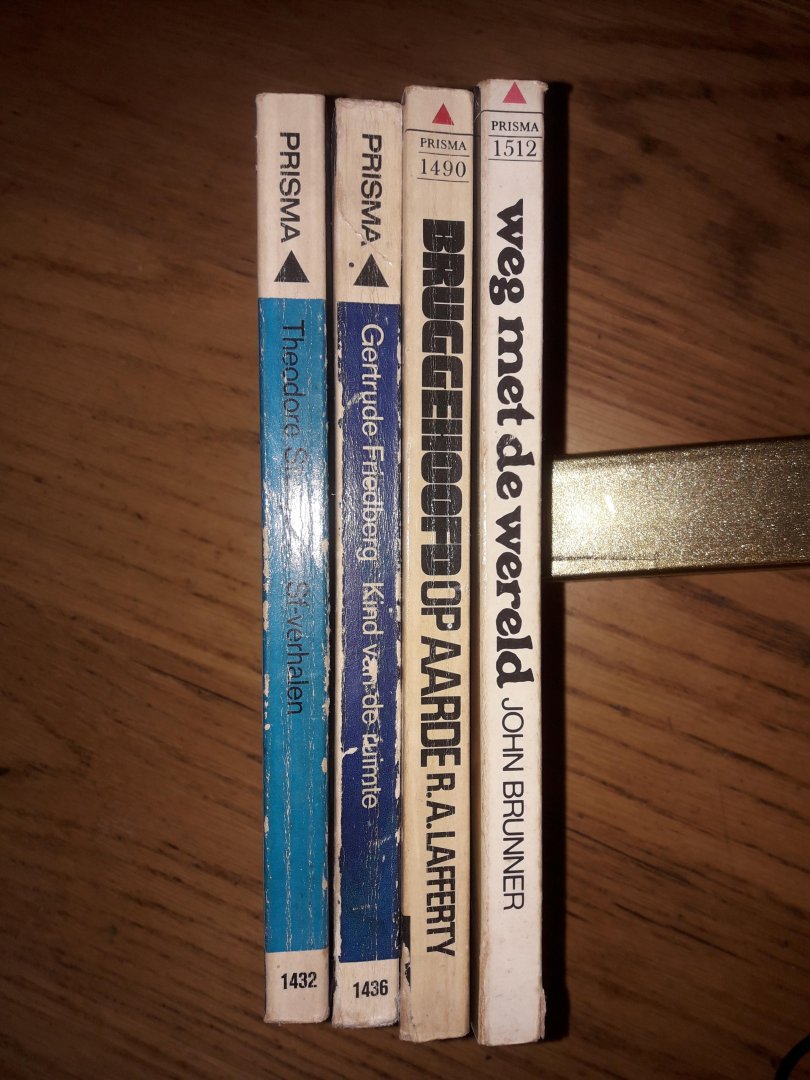 PRISMA
Theodore Sf-verhalen
1432
PRISMA
Gertrude Friedberg Kind van de ruimte
1436
PRISMA
1490
BRUGGEHOOFD OP AARDE R.A. LAFFERTY
PRISMA
1512
weg met de wereld JOHN BRUNNER